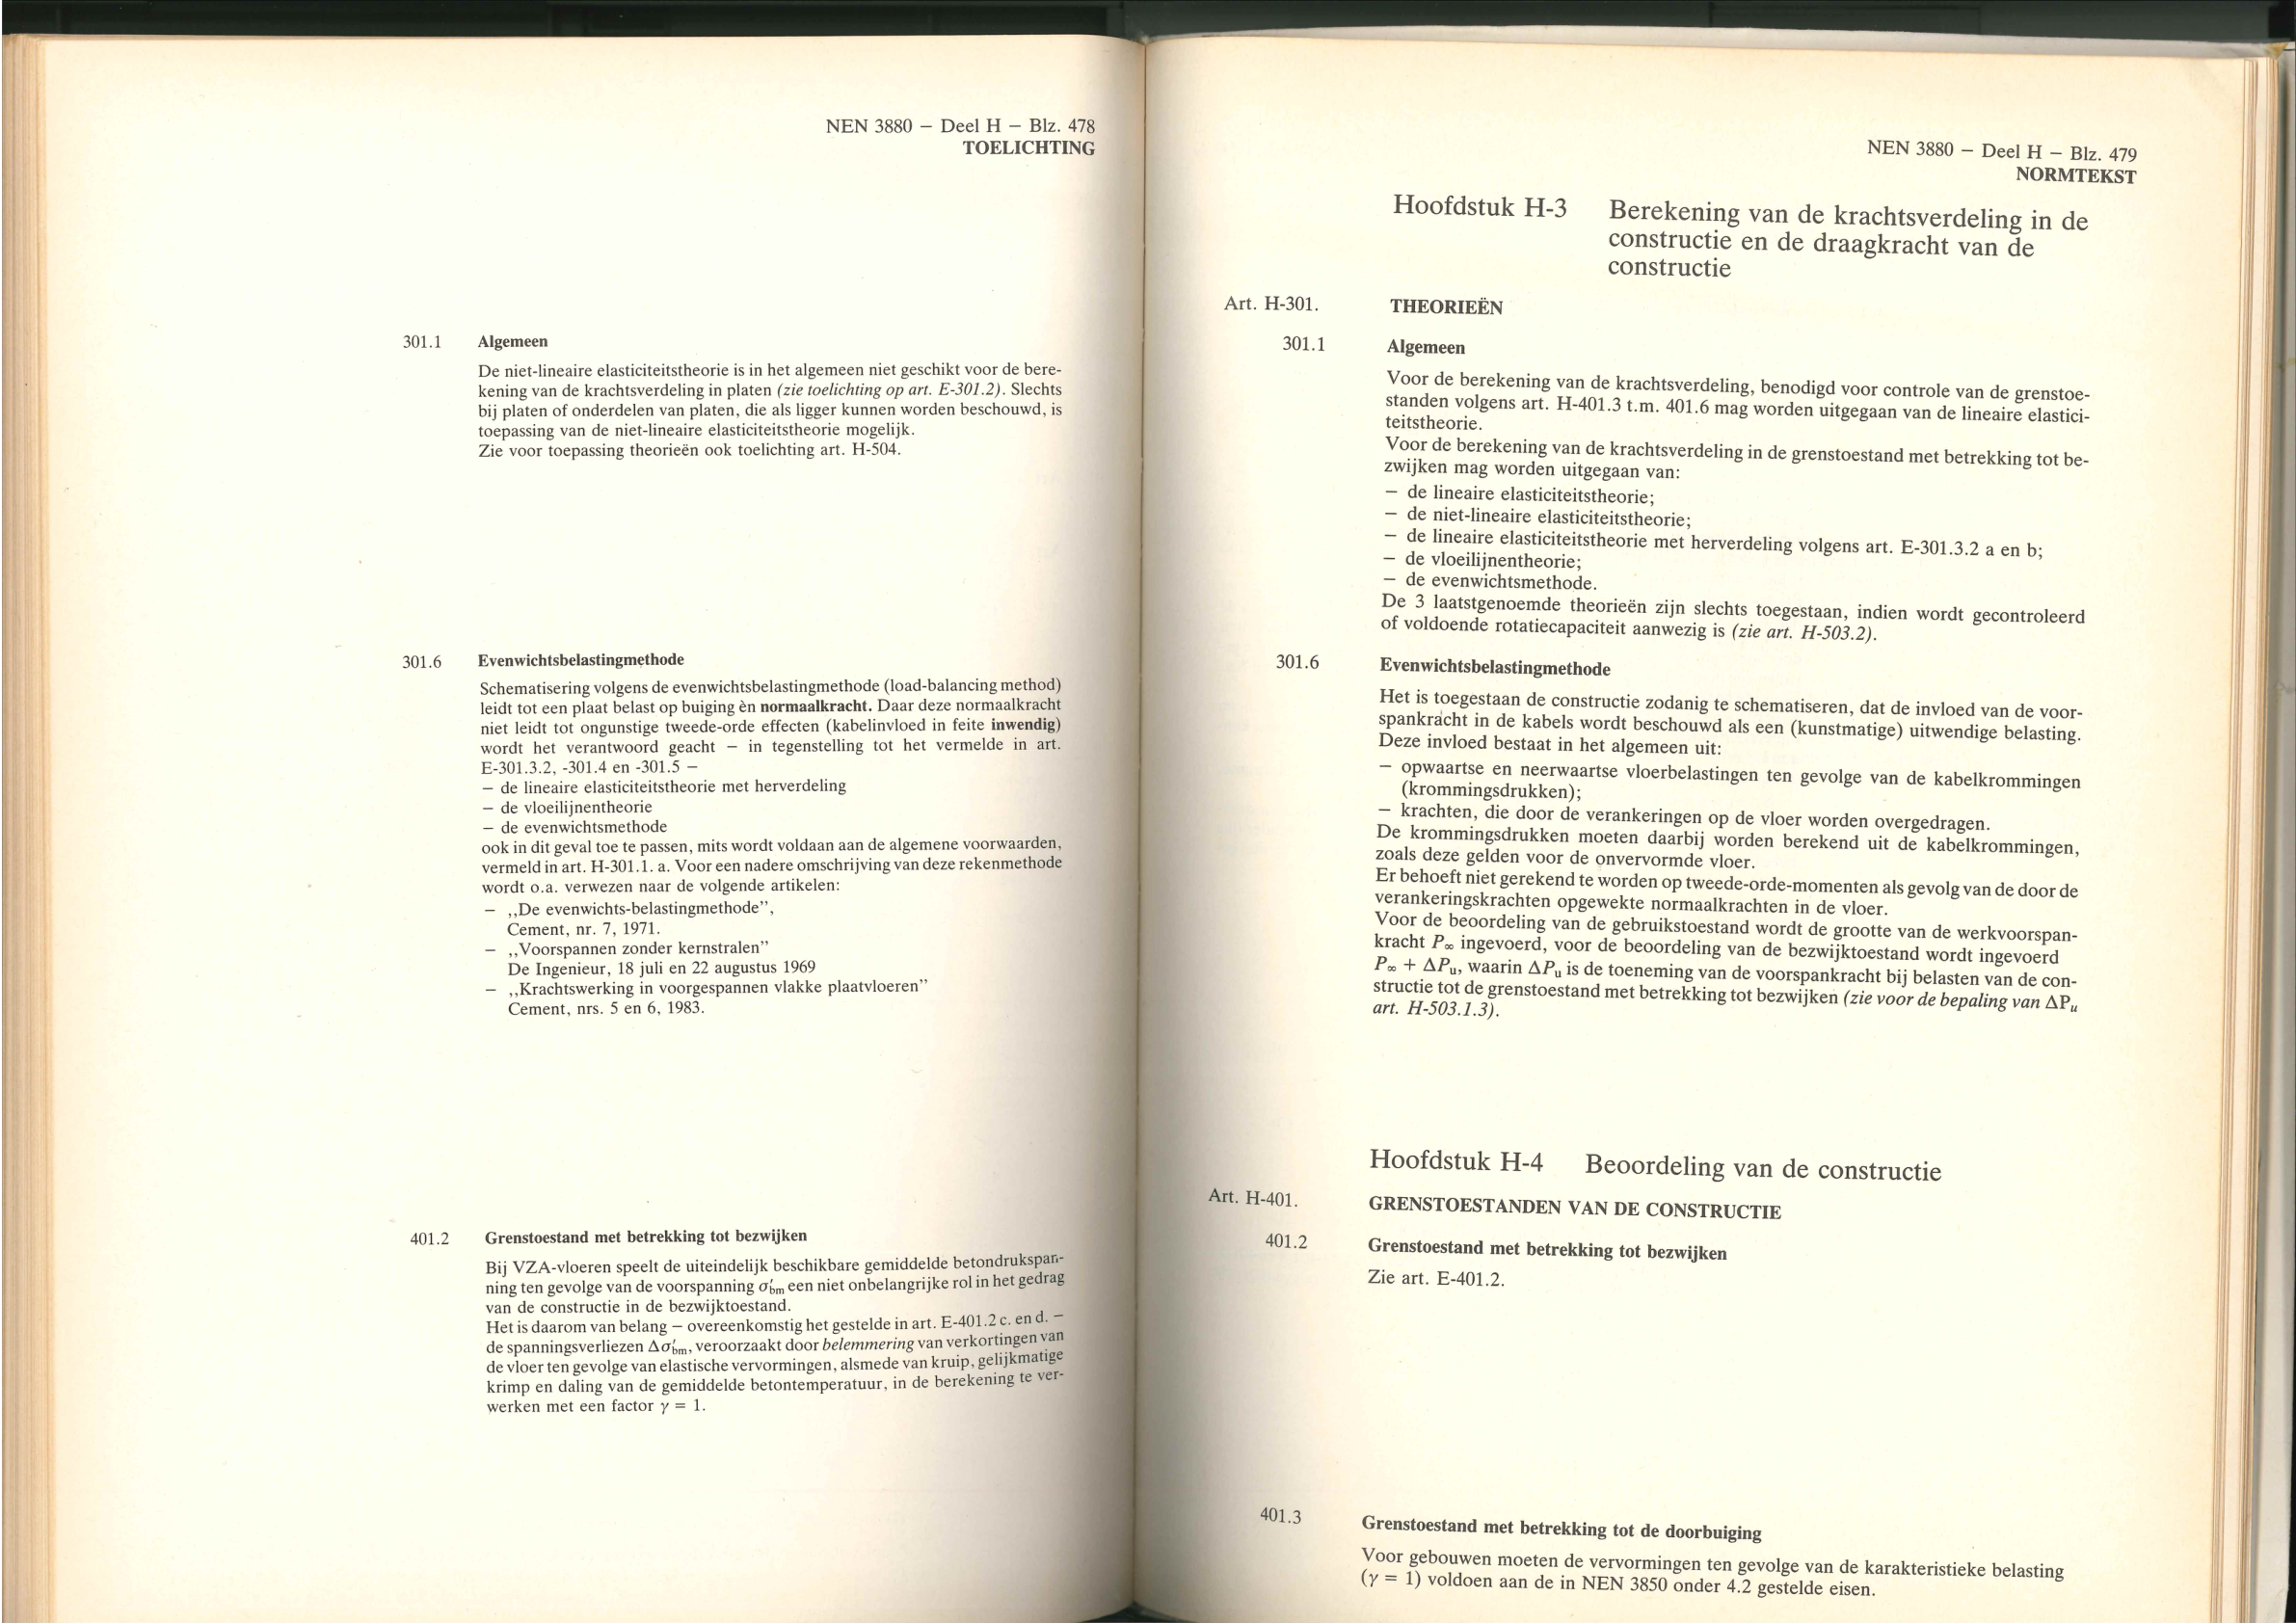 NEN 3880 — Deel H — Blz. 478
TOELICHTING
301.1 Algemeen
De niet-lineaire elasticiteitstheorie is in het algemeen niet geschikt voor de bere-
kening van de krachtsverdeling in platen (zie toelichting op art. E-301.2). Slechts
bij platen of onderdelen van platen, die als ligger kunnen worden beschouwd, is
toepassing van de niet-lineaire elasticiteitstheorie mogelijk.
Zie voor toepassing theorieën ook toelichting art. H-504.
301.6 Evenwichtsbelastingmethode
Schematisering volgens de evenwichtsbelastingmethode (load-balancing method)
leidt tot een plaat belast op buiging èn normaalkracht. Daar deze normaalkracht
niet leidt tot ongunstige tweede-orde effecten (kabelinvloed in feite inwendig)
wordt het verantwoord geacht — in tegenstelling tot het vermelde in art.
E-301.3.2, -301.4 en -301.5 —
— de lineaire elasticiteitstheorie met herverdeling
— de vloeilijnentheorie
— de evenwichtsmethode
ook in dit geval toe te passen, mits wordt voldaan aan de algemene voorwaarden,
vermeld in art. H-301.1. a. Voor een nadere omschrijving van deze rekenmethode
wordt o.a. verwezen naar de volgende artikelen:
— ,,De evenwichts-belastingmethode”,
Cement, nr. 7, 1971.
— ,,Voorspannen zonder kernstralen”
De Ingenieur, 18 juli en 22 augustus 1969
— ,,Krachtswerking in voorgespannen vlakke plaatvloeren”
Cement, nrs. 5 en 6, 1983.
401.2 Grenstoestand met betrekking tot bezwijken
Bij VZA-vloeren speelt de uiteindelijk beschikbare gemiddelde betondrukspan-
ning ten gevolge van de voorspanning σ′bm een niet onbelangrijke rol in het gedrag
van de constructie in de bezwijktoestand.
Het is daarom van belang — overeenkomstig het gestelde in art. E-401.2 c. en d. —
de spanningsverliezen Δσ′bm, veroorzaakt door belemmering van verkortingen van
de vloer ten gevolge van elastische vervormingen, alsmede van kruip, gelijkmatige
krimp en daling van de gemiddelde betontemperatuur, in de berekening te ver-
werken met een factor γ = 1.
NEN 3880 — Deel H — Blz. 479
NORMTEKST
Hoofdstuk H-3 Berekening van de krachtsverdeling in de
constructie en de draagkracht van de
constructie
Art. H-301. THEORIEËN
301.1 Algemeen
Voor de berekening van de krachtsverdeling, benodigd voor controle van de grenstoe-
standen volgens art. H-401.3 t.m. 401.6 mag worden uitgegaan van de lineaire elastici-
teitstheorie.
Voor de berekening van de krachtsverdeling in de grenstoestand met betrekking tot be-
zwijken mag worden uitgegaan van:
— de lineaire elasticiteitstheorie;
— de niet-lineaire elasticiteitstheorie;
— de lineaire elasticiteitstheorie met herverdeling volgens art. E-301.3.2 a en b;
— de vloeilijnentheorie;
— de evenwichtsmethode.
De 3 laatstgenoemde theorieën zijn slechts toegestaan, indien wordt gecontroleerd
of voldoende rotatiecapaciteit aanwezig is (zie art. H-503.2).
301.6 Evenwichtsbelastingmethode
Het is toegestaan de constructie zodanig te schematiseren, dat de invloed van de voor-
spankracht in de kabels wordt beschouwd als een (kunstmatige) uitwendige belasting.
Deze invloed bestaat in het algemeen uit:
— opwaartse en neerwaartse vloerbelastingen ten gevolge van de kabelkrommingen
(krommingsdrukken);
— krachten, die door de verankeringen op de vloer worden overgedragen.
De krommingsdrukken moeten daarbij worden berekend uit de kabelkrommingen,
zoals deze gelden voor de onvervormde vloer.
Er behoeft niet gerekend te worden op tweede-orde-momenten als gevolg van de door de
verankeringskrachten opgewekte normaalkrachten in de vloer.
Voor de beoordeling van de gebruikstoestand wordt de grootte van de werkvoorspan-
kracht P∞ ingevoerd, voor de beoordeling van de bezwijktoestand wordt ingevoerd
P∞ + ΔPu, waarin ΔPu is de toeneming van de voorspankracht bij belasten van de con-
structie tot de grenstoestand met betrekking tot bezwijken (zie voor de bepaling van ΔPu
art. H-503.1.3).
Hoofdstuk H-4 Beoordeling van de constructie
Art. H-401. GRENSTOESTANDEN VAN DE CONSTRUCTIE
401.2 Grenstoestand met betrekking tot bezwijken
Zie art. E-401.2.
401.3 Grenstoestand met betrekking tot de doorbuiging
Voor gebouwen moeten de vervormingen ten gevolge van de karakteristieke belasting
(γ = 1) voldoen aan de in NEN 3850 onder 4.2 gestelde eisen.